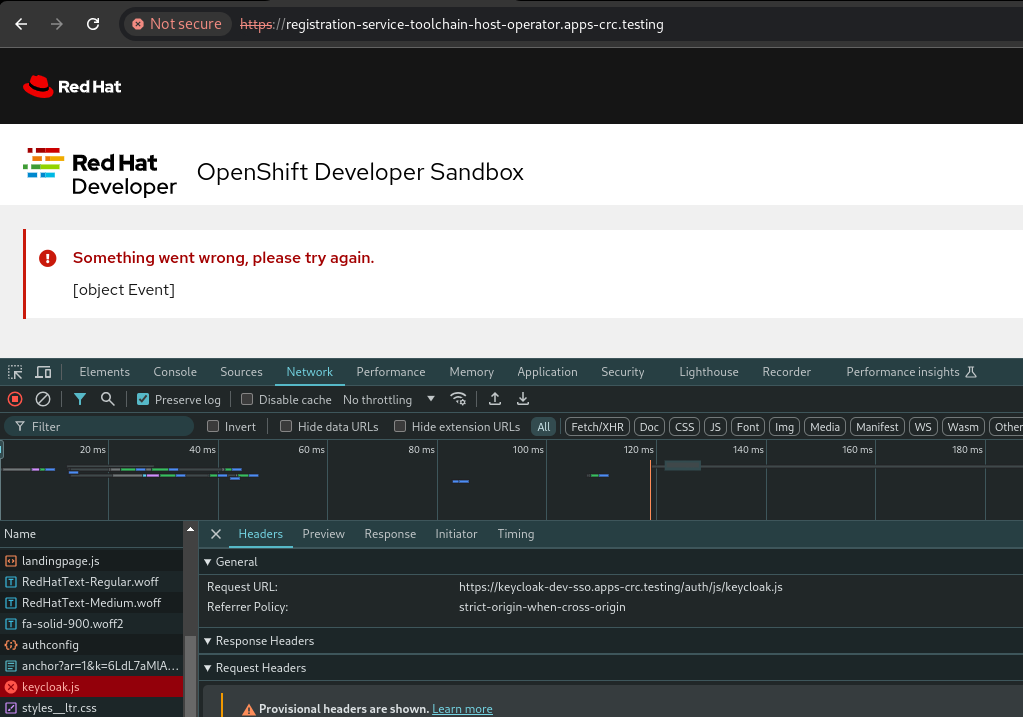 Not secure https://registration-service-toolchain-host-operator.apps-crc.testing
Red Hat
Red Hat
Developer
OpenShift Developer Sandbox
Something went wrong, please try again.
[object Event]
Elements Console Sources Network Performance Memory Application Security Lighthouse Recorder Performance insights
Preserve log Disable cache No throttling
Filter Invert Hide data URLs Hide extension URLs All Fetch/XHR Doc CSS JS Font Img Media Manifest WS Wasm Other
20 ms 40 ms 60 ms 80 ms 100 ms 120 ms 140 ms 160 ms 180 ms
Name
landingpage.js
RedHatText-Regular.woff
RedHatText-Medium.woff
fa-solid-900.woff2
authconfig
anchor?ar=1&k=6LdL7aMlA...
keycloak.js
styles__ltr.css
Headers Preview Response Initiator Timing
General
Request URL: https://keycloak-dev-sso.apps-crc.testing/auth/js/keycloak.js
Referrer Policy: strict-origin-when-cross-origin
Response Headers
Request Headers
Provisional headers are shown. Learn more